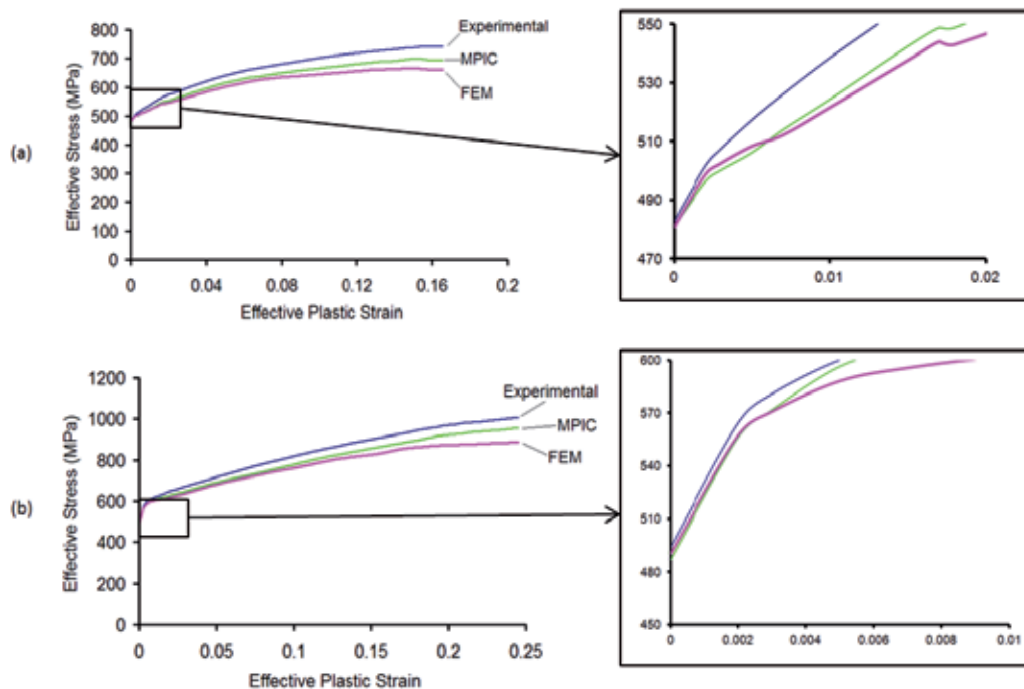 (a)
Effective Stress (MPa)
800
700
600
500
400
300
200
100
0
0 0.04 0.08 0.12 0.16 0.2
Effective Plastic Strain
Experimental
MPIC
FEM
550
530
510
490
470
0 0.01 0.02
(b)
Effective Stress (MPa)
1200
1000
800
600
400
200
0
0 0.05 0.1 0.15 0.2 0.25
Effective Plastic Strain
Experimental
MPIC
FEM
600
570
540
510
480
450
0 0.002 0.004 0.006 0.008 0.01